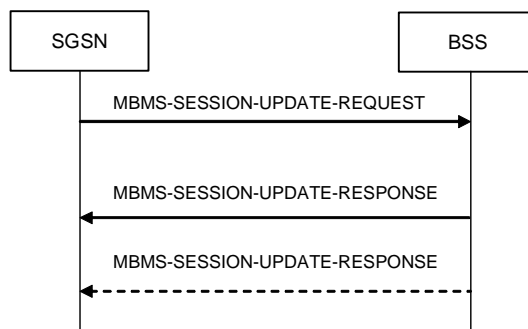 SGSN
BSS
MBMS-SESSION-UPDATE-REQUEST
MBMS-SESSION-UPDATE-RESPONSE
MBMS-SESSION-UPDATE-RESPONSE